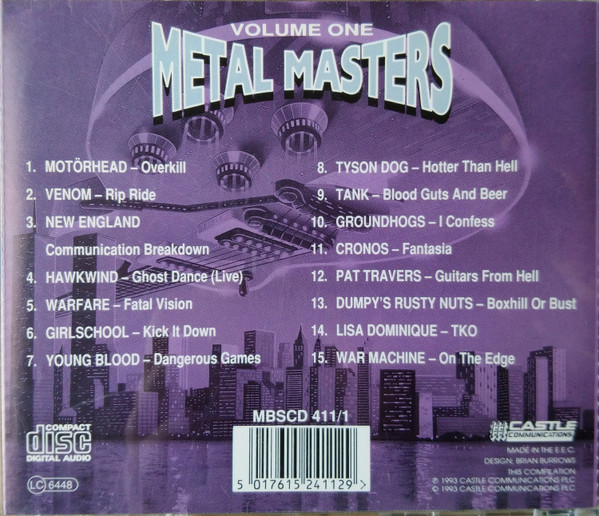 VOLUME ONE
METAL MASTERS
1. MOTÖRHEAD – Overkill
2. VENOM – Rip Ride
3. NEW ENGLAND
Communication Breakdown
4. HAWKWIND – Ghost Dance (Live)
5. WARFARE – Fatal Vision
6. GIRLSCHOOL – Kick It Down
7. YOUNG BLOOD – Dangerous Games
8. TYSON DOG – Hotter Than Hell
9. TANK – Blood Guts And Beer
10. GROUNDHOGS – I Confess
11. CRONOS – Fantasia
12. PAT TRAVERS – Guitars From Hell
13. DUMPY'S RUSTY NUTS – Boxhill Or Bust
14. LISA DOMINIQUE – TKO
15. WAR MACHINE – On The Edge
COMPACT
disc
DIGITAL AUDIO
LC 6448
MBSCD 411/1
5 017615 241129 >
CASTLE
COMMUNICATIONS
MADE IN THE E.E.C.
DESIGN: BRIAN BURROWS
THIS COMPILATION
℗ 1993 CASTLE COMMUNICATIONS PLC
© 1993 CASTLE COMMUNICATIONS PLC